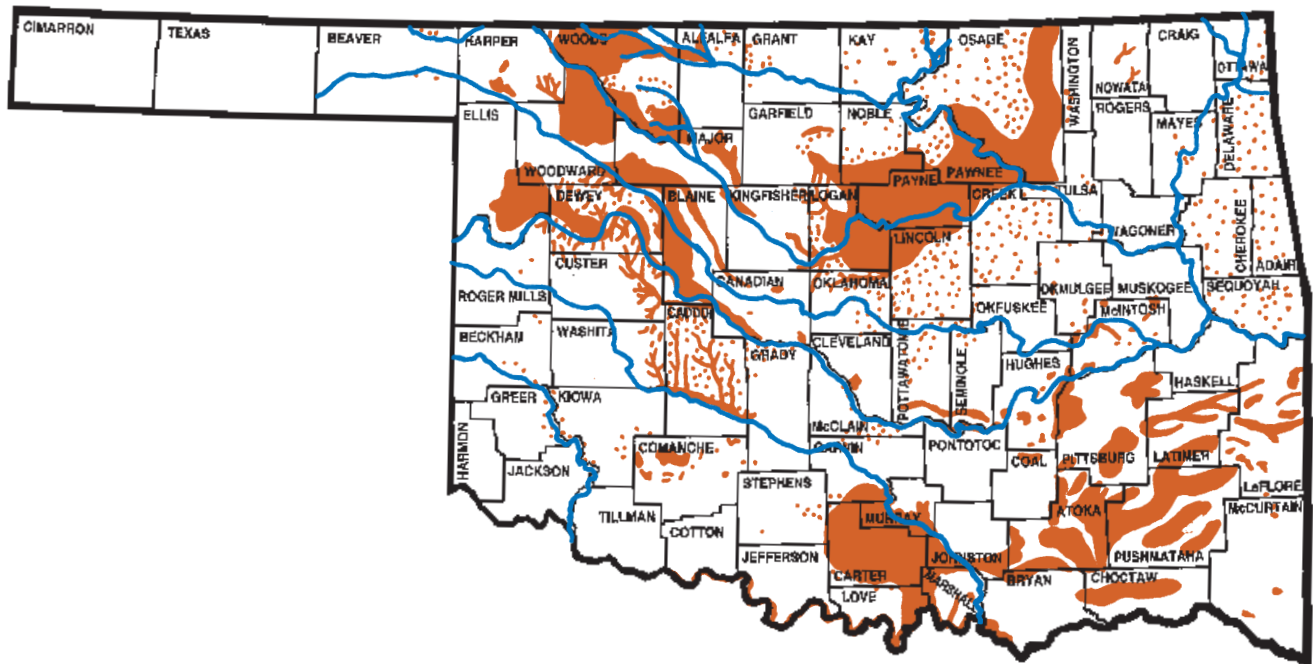 CIMARRON
TEXAS
BEAVER
HARPER
WOODS
ALFALFA
GRANT
KAY
OSAGE
WASHINGTON
NOWATA
CRAIG
OTTAWA
ELLIS
WOODWARD
MAJOR
GARFIELD
NOBLE
ROGERS
MAYES
DELAWARE
DEWEY
BLAINE
KINGFISHER
LOGAN
PAYNE
PAWNEE
CREEK
TULSA
WAGONER
CHEROKEE
ADAIR
LINCOLN
CUSTER
ROGER MILLS
CANADIAN
OKLAHOMA
OKFUSKEE
OKMULGEE
MUSKOGEE
SEQUOYAH
McINTOSH
BECKHAM
WASHITA
CADDO
GRADY
CLEVELAND
POTTAWATOMIE
SEMINOLE
HUGHES
HASKELL
GREER
KIOWA
HARMON
JACKSON
COMANCHE
McCLAIN
GARVIN
PONTOTOC
COAL
PITTSBURG
LATIMER
LeFLORE
TILLMAN
COTTON
STEPHENS
JEFFERSON
MURRAY
CARTER
LOVE
JOHNSTON
MARSHALL
ATOKA
BRYAN
PUSHMATAHA
CHOCTAW
McCURTAIN